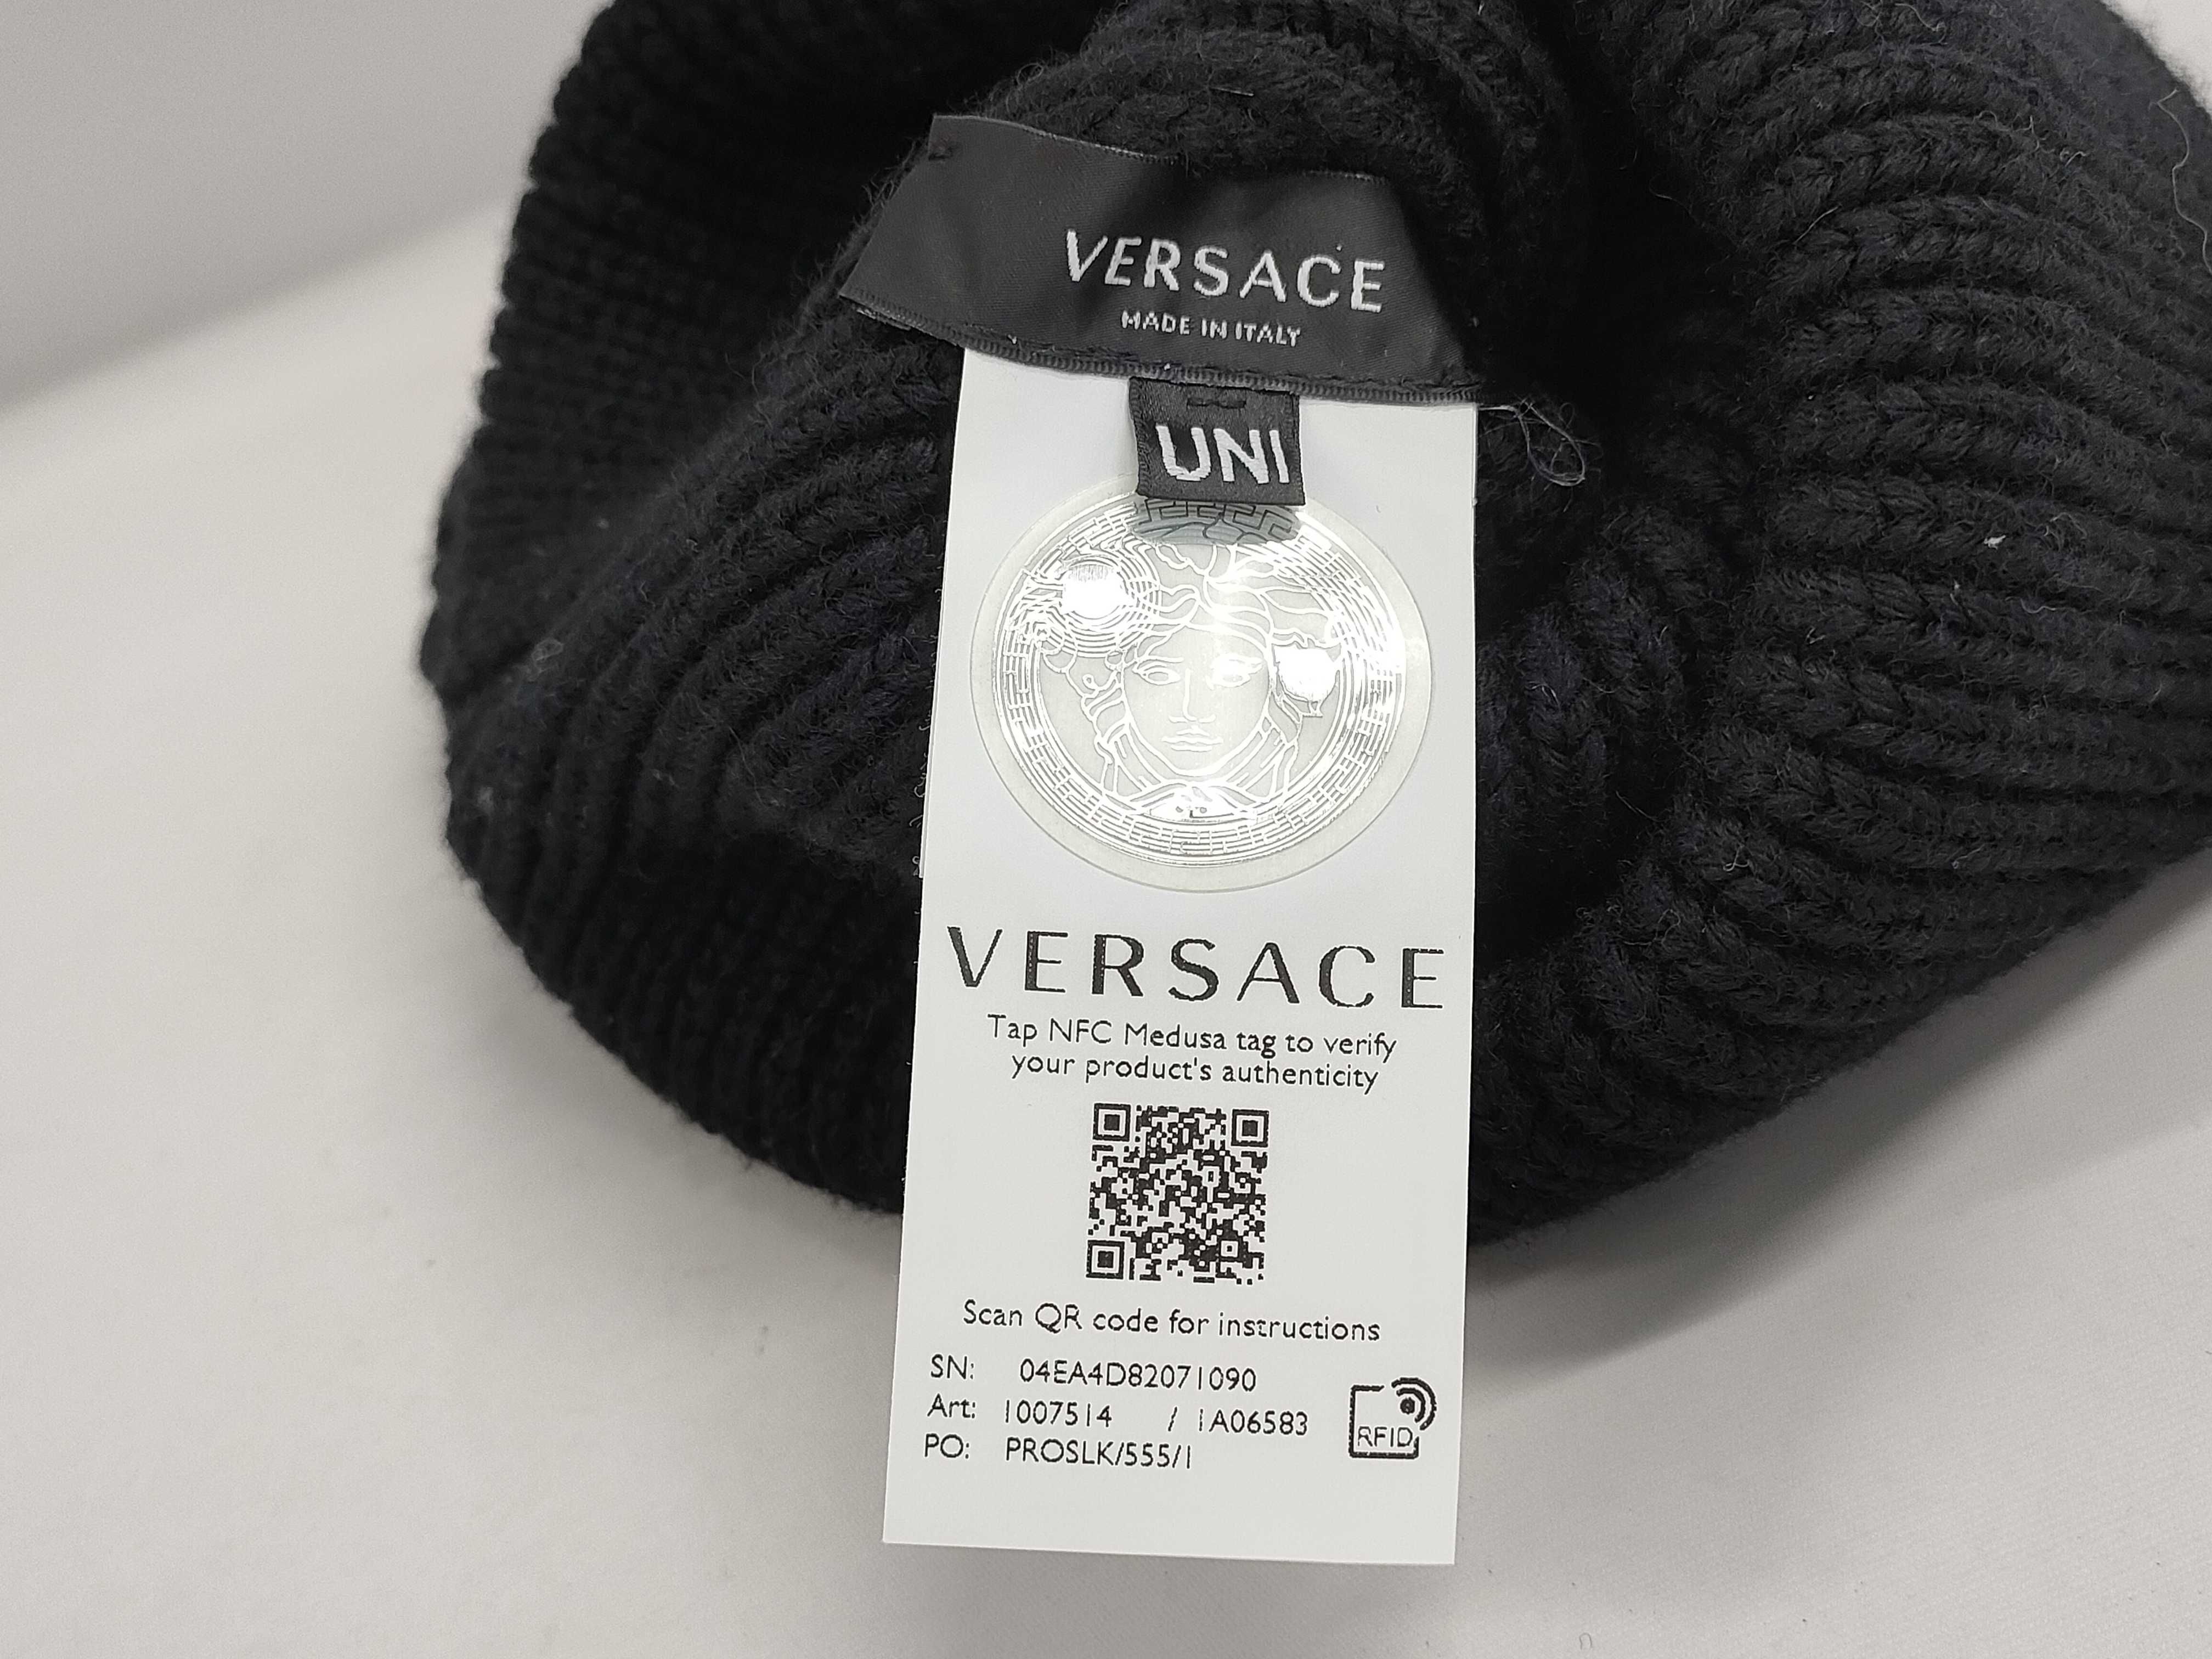 VERSACE
MADE IN ITALY
UNI
VERSACE
Tap NFC Medusa tag to verify
your product's authenticity
Scan QR code for instructions
SN: 04EA4D82071090
Art: 1007514 / 1A06583
PO: PROSLK/555/1
RFID